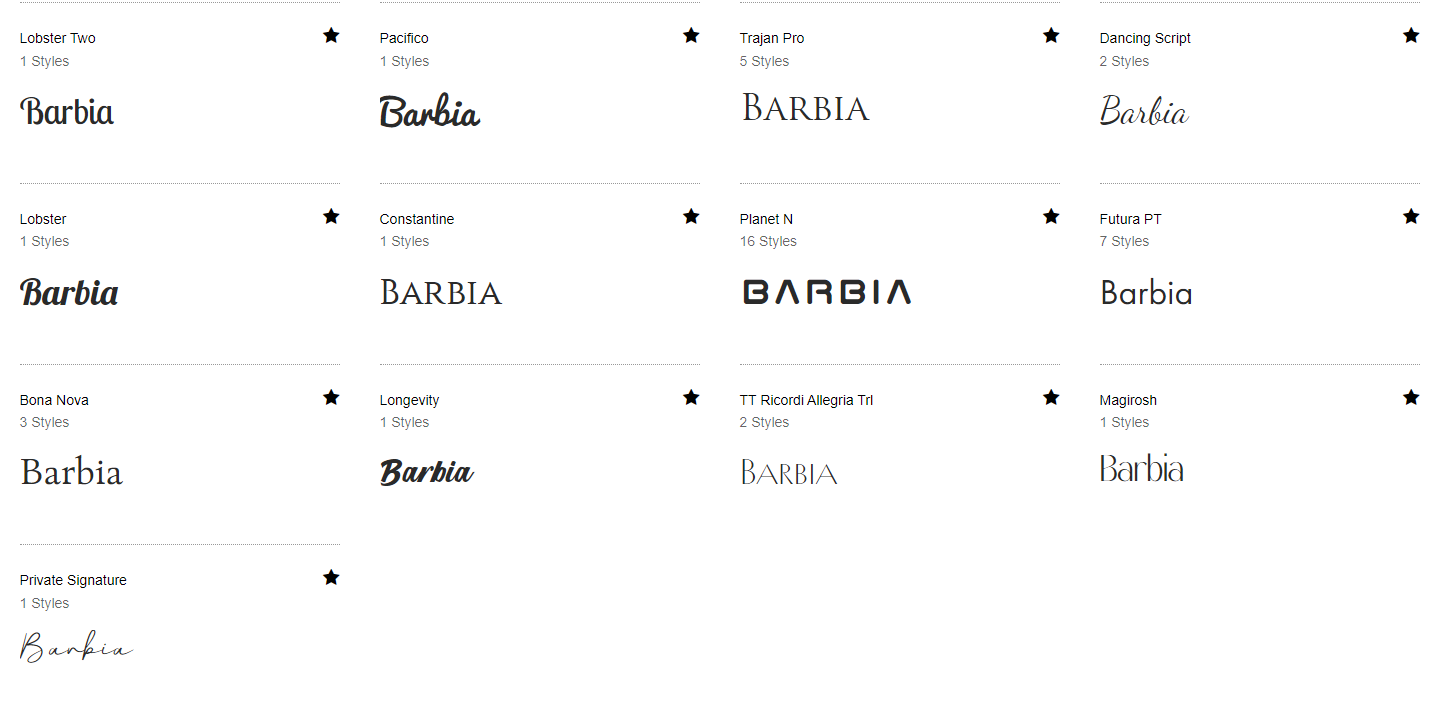 Lobster Two
1 Styles
Barbia
Pacifico
1 Styles
Barbia
Trajan Pro
5 Styles
BARBIA
Dancing Script
2 Styles
Barbia
Lobster
1 Styles
Barbia
Constantine
1 Styles
BARBIA
Planet N
16 Styles
BARBIA
Futura PT
7 Styles
Barbia
Bona Nova
3 Styles
Barbia
Longevity
1 Styles
Barbia
TT Ricordi Allegria Trl
2 Styles
BARBIA
Magirosh
1 Styles
Barbia
Private Signature
1 Styles
Barbia